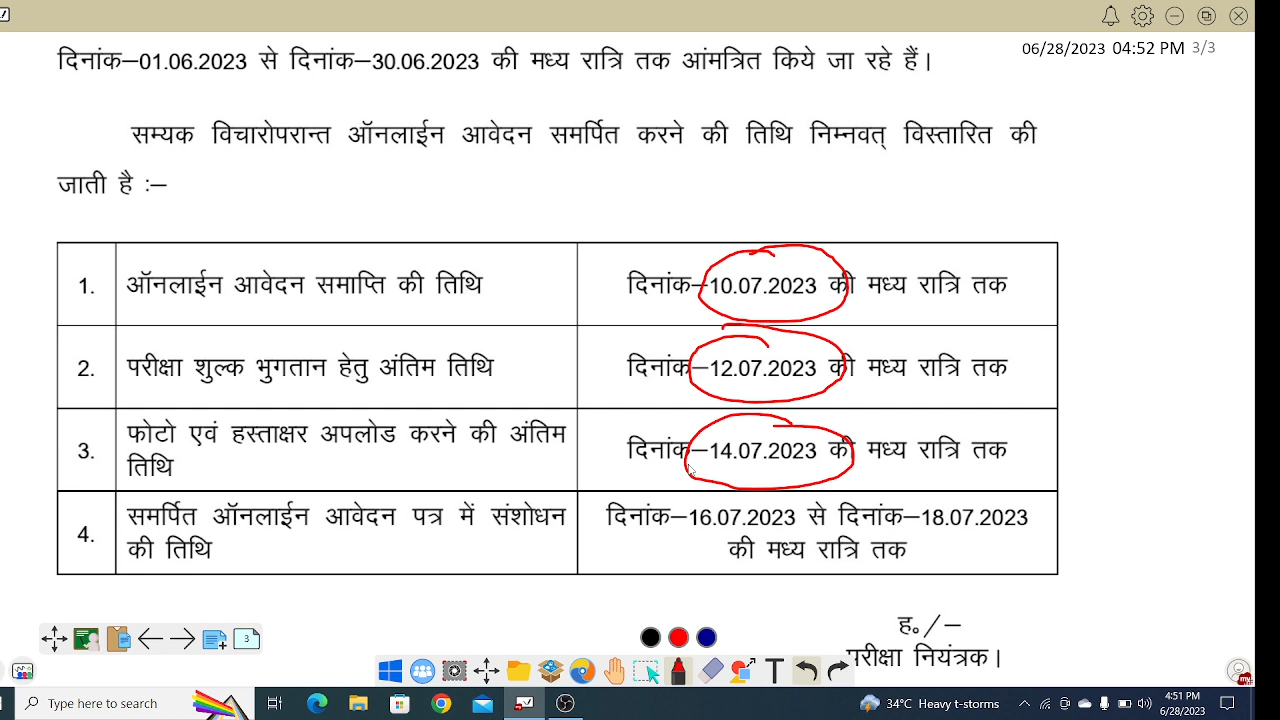 06/28/2023 04:52 PM 3/3
दिनांक–01.06.2023 से दिनांक–30.06.2023 की मध्य रात्रि तक आंमत्रित किये जा रहे हैं।
सम्यक विचारोपरान्त ऑनलाईन आवेदन समर्पित करने की तिथि निम्नवत् विस्तारित की
जाती है :–
1. ऑनलाईन आवेदन समाप्ति की तिथि दिनांक–10.07.2023 की मध्य रात्रि तक
2. परीक्षा शुल्क भुगतान हेतु अंतिम तिथि दिनांक–12.07.2023 की मध्य रात्रि तक
3. फोटो एवं हस्ताक्षर अपलोड करने की अंतिम
तिथि
दिनांक–14.07.2023 की मध्य रात्रि तक
4. समर्पित ऑनलाईन आवेदन पत्र में संशोधन
की तिथि
दिनांक–16.07.2023 से दिनांक–18.07.2023
की मध्य रात्रि तक
ह०/–
परीक्षा नियंत्रक।
3
T
Type here to search
34°C Heavy t-storms
4:51 PM
6/28/2023